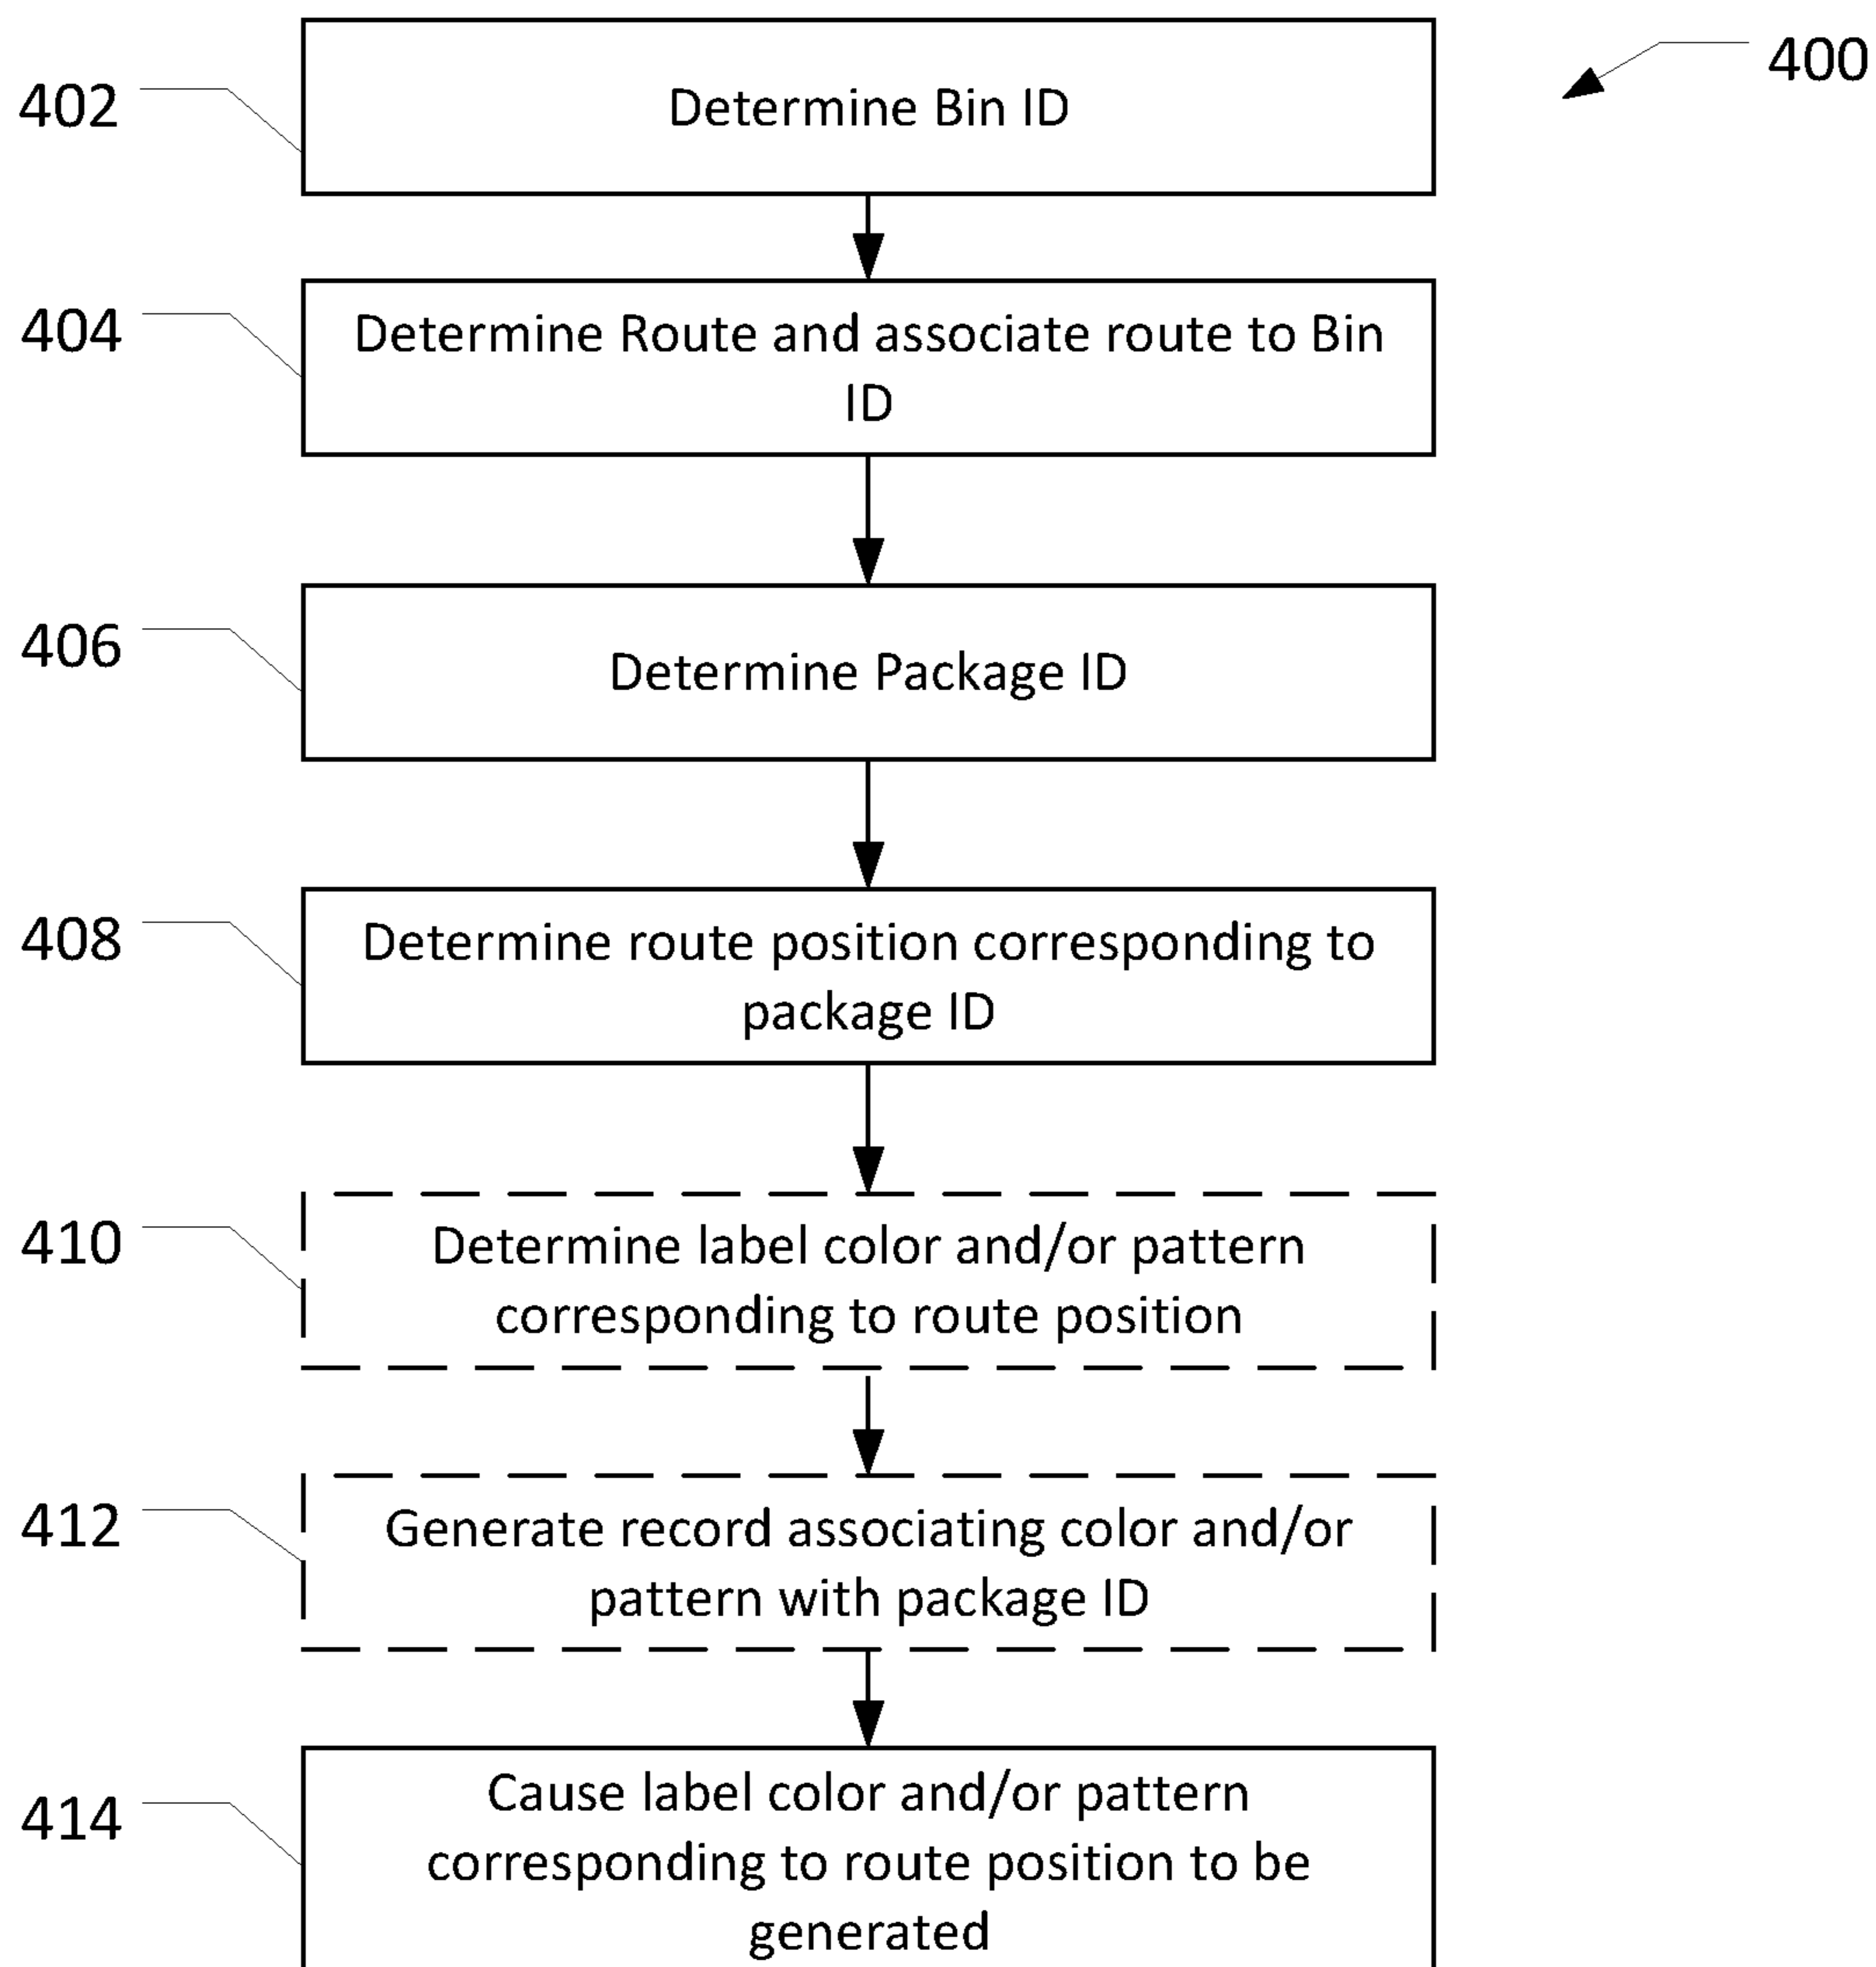 400
402
Determine Bin ID
404
Determine Route and associate route to Bin
ID
406
Determine Package ID
408
Determine route position corresponding to
package ID
410
Determine label color and/or pattern
corresponding to route position
412
Generate record associating color and/or
pattern with package ID
414
Cause label color and/or pattern
corresponding to route position to be
generated